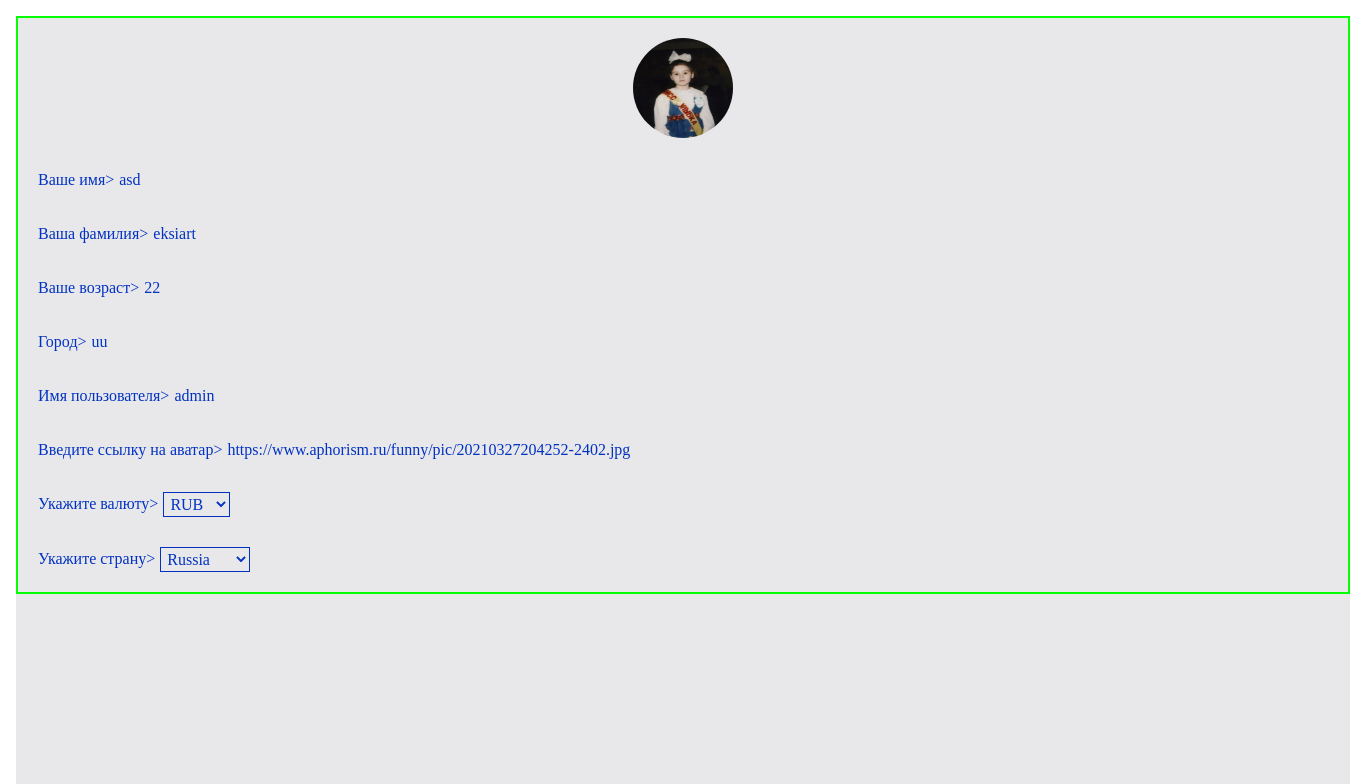 Ваше имя> asd
Ваша фамилия> eksiart
Ваше возраст> 22
Город> uu
Имя пользователя> admin
Введите ссылку на аватар> https://www.aphorism.ru/funny/pic/20210327204252-2402.jpg
Укажите валюту> RUB
Укажите страну> Russia